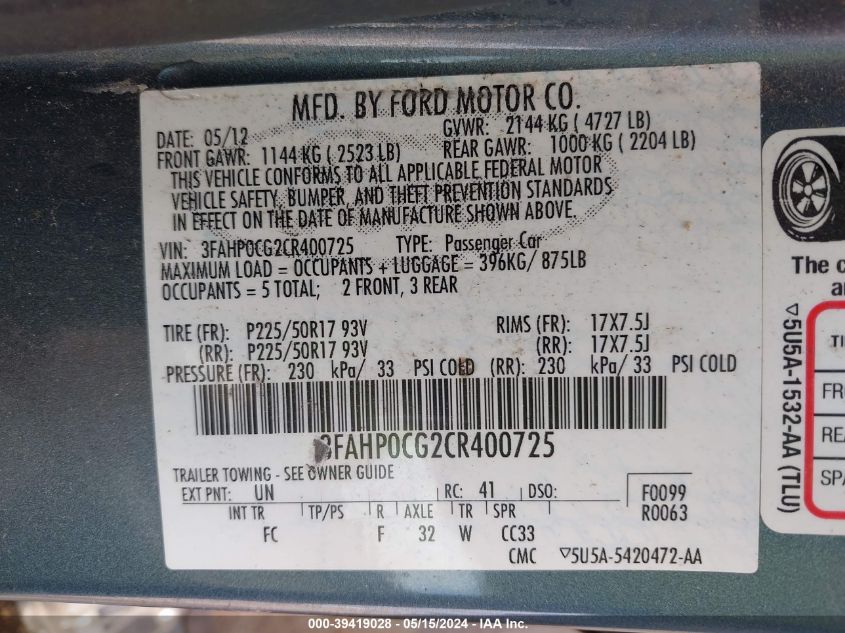 MFD. BY FORD MOTOR CO.
DATE: 05/12 GVWR: 2144 KG ( 4727 LB)
FRONT GAWR: 1144 KG ( 2523 LB) REAR GAWR: 1000 KG ( 2204 LB)
THIS VEHICLE CONFORMS TO ALL APPLICABLE FEDERAL MOTOR
VEHICLE SAFETY, BUMPER, AND THEFT PREVENTION STANDARDS
IN EFFECT ON THE DATE OF MANUFACTURE SHOWN ABOVE.
VIN: 3FAHP0CG2CR400725 TYPE: Passenger Car
MAXIMUM LOAD = OCCUPANTS + LUGGAGE = 396KG/ 875LB
OCCUPANTS = 5 TOTAL; 2 FRONT, 3 REAR
TIRE (FR): P225/50R17 93V RIMS (FR): 17X7.5J
(RR): P225/50R17 93V (RR): 17X7.5J
PRESSURE (FR): 230 kPa/ 33 PSI COLD (RR): 230 kPa/ 33 PSI COLD
3FAHP0CG2CR400725
TRAILER TOWING - SEE OWNER GUIDE
EXT PNT: UN RC: 41 DSO: F0099
INT TR TP/PS R AXLE TR SPR R0063
FC F 32 W CC33
CMC ▽5U5A-5420472-AA
The c
a
▽5U5A-1532-AA (TLU)
TI
FR
REA
SPA
000-39419028 - 05/15/2024 - IAA Inc.